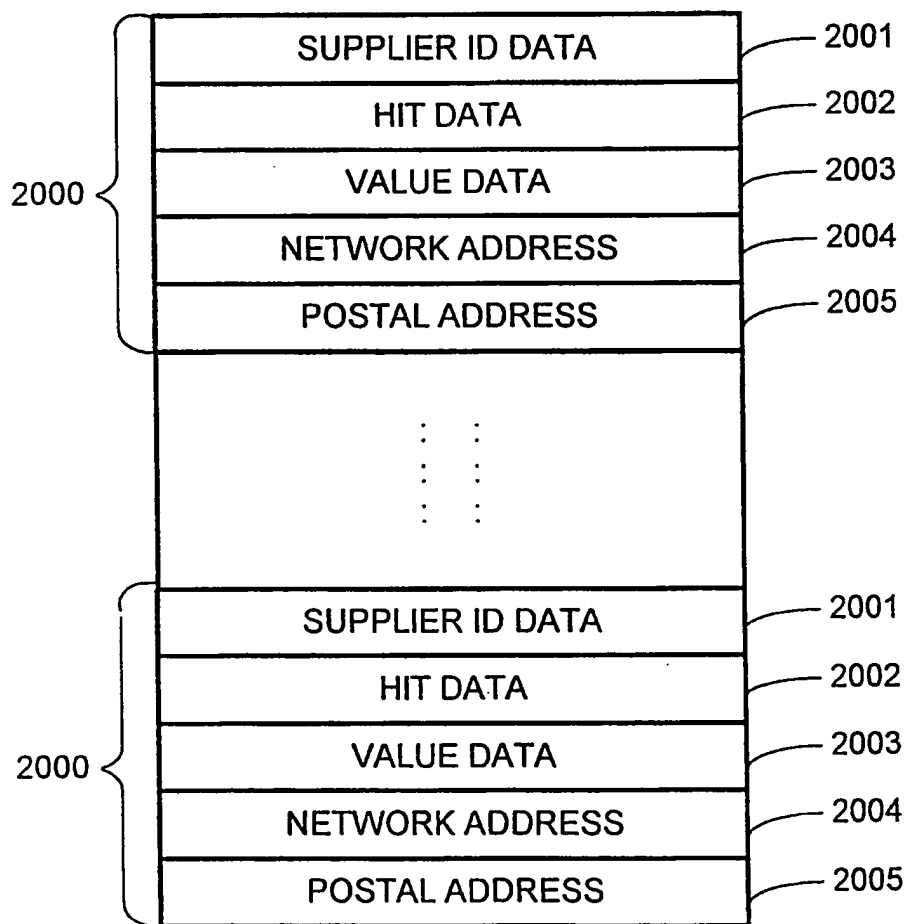 SUPPLIER ID DATA 2001
HIT DATA 2002
2000 VALUE DATA 2003
NETWORK ADDRESS 2004
POSTAL ADDRESS 2005
SUPPLIER ID DATA 2001
HIT DATA 2002
2000 VALUE DATA 2003
NETWORK ADDRESS 2004
POSTAL ADDRESS 2005